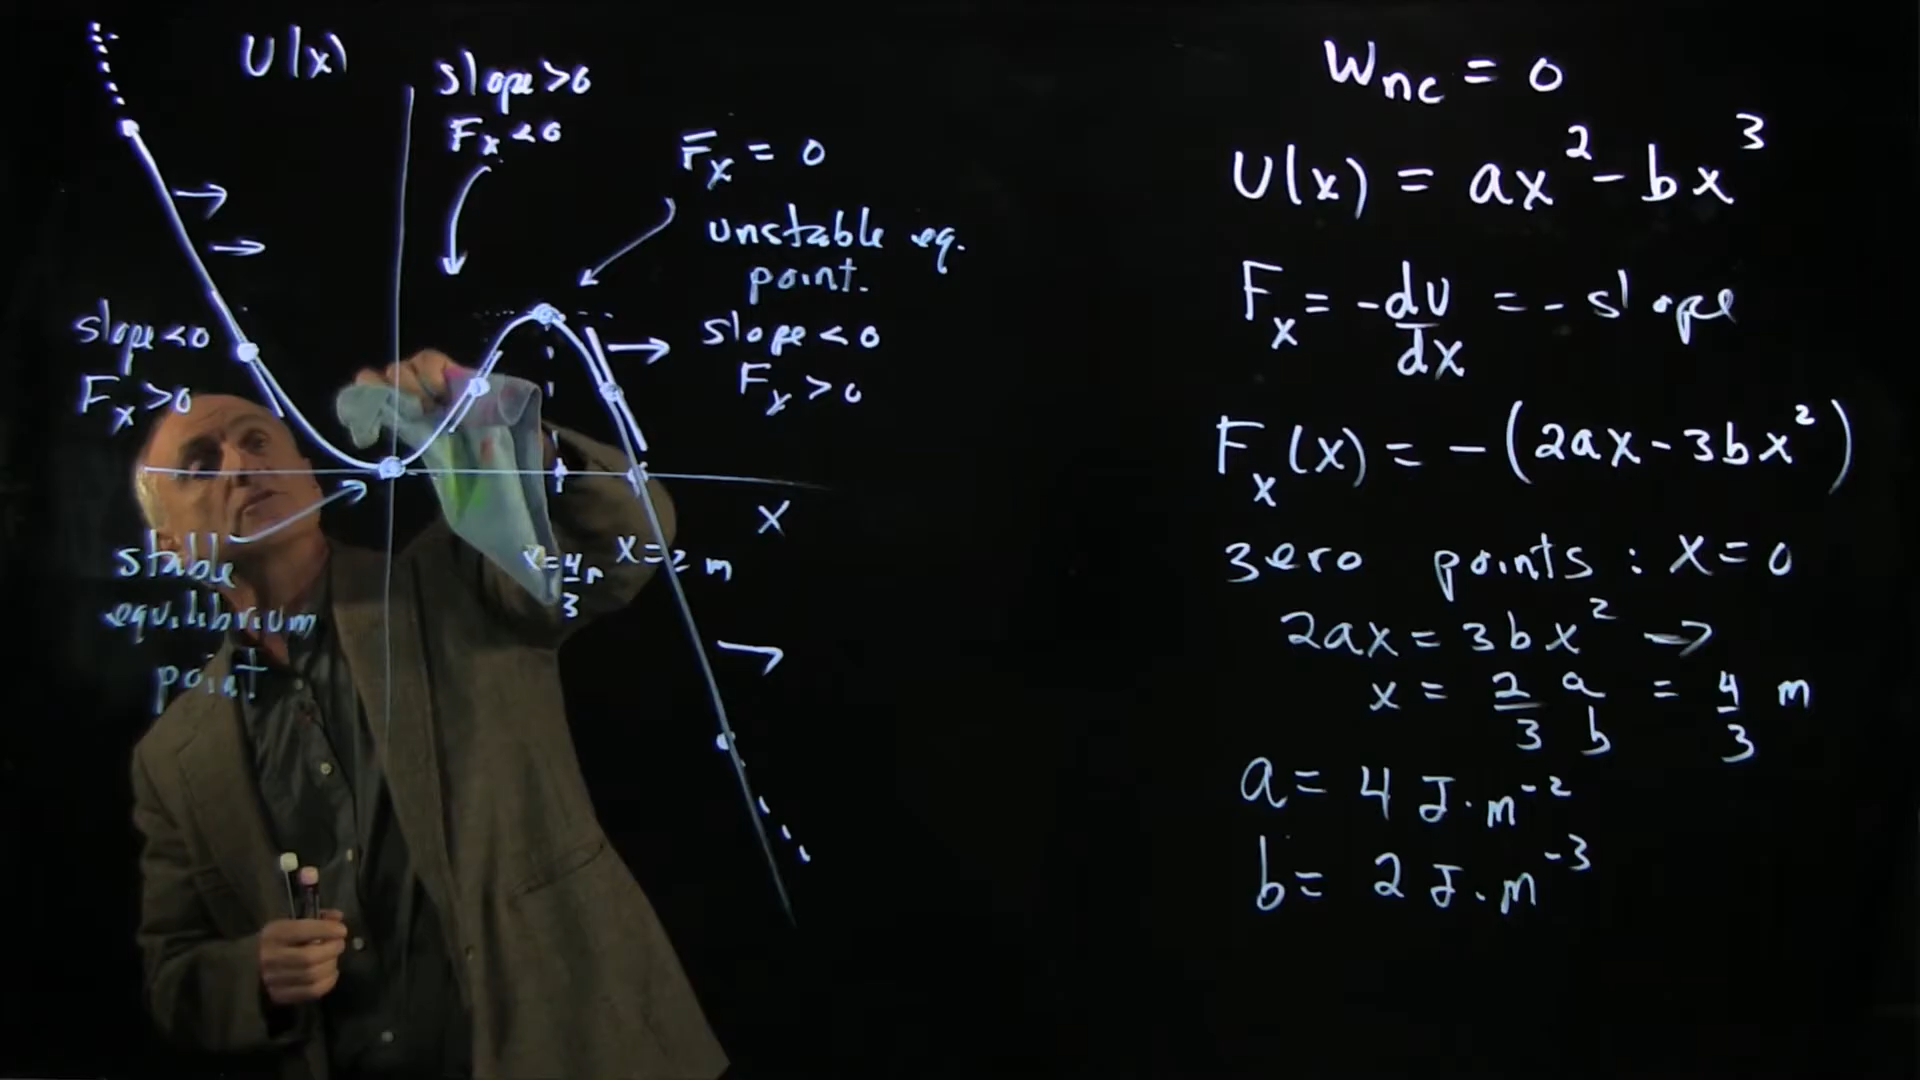 U(x)
slope>0
Fx<0
Fx = 0
unstable eq.
point.
slope<0
Fx>0
slope<0
Fx>0
x
x=4/3 m
x=2 m
stable
equilibrium
point
Wnc = 0
U(x) = ax² - bx³
Fx = -dU/dx = - slope
Fx(x) = -(2ax-3bx²)
zero points : x=0
2ax = 3bx² →
x = 2/3 a/b = 4/3 m
a= 4 J·m⁻²
b= 2 J·m⁻³